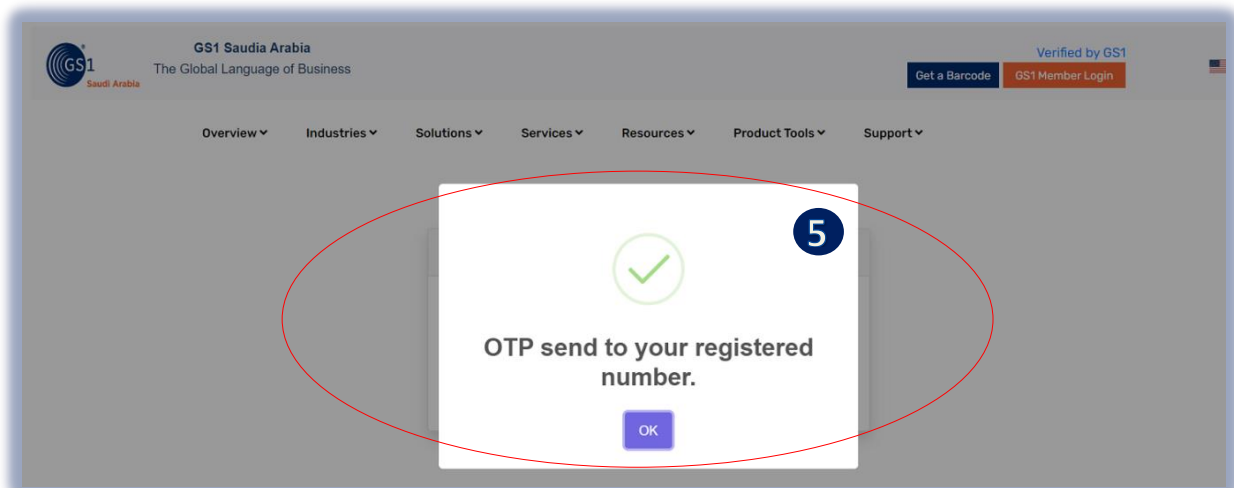 GS1
Saudi Arabia
GS1 Saudia Arabia
The Global Language of Business
Verified by GS1
Get a Barcode
GS1 Member Login
Overview
Industries
Solutions
Services
Resources
Product Tools
Support
5
OTP send to your registered
number.
OK